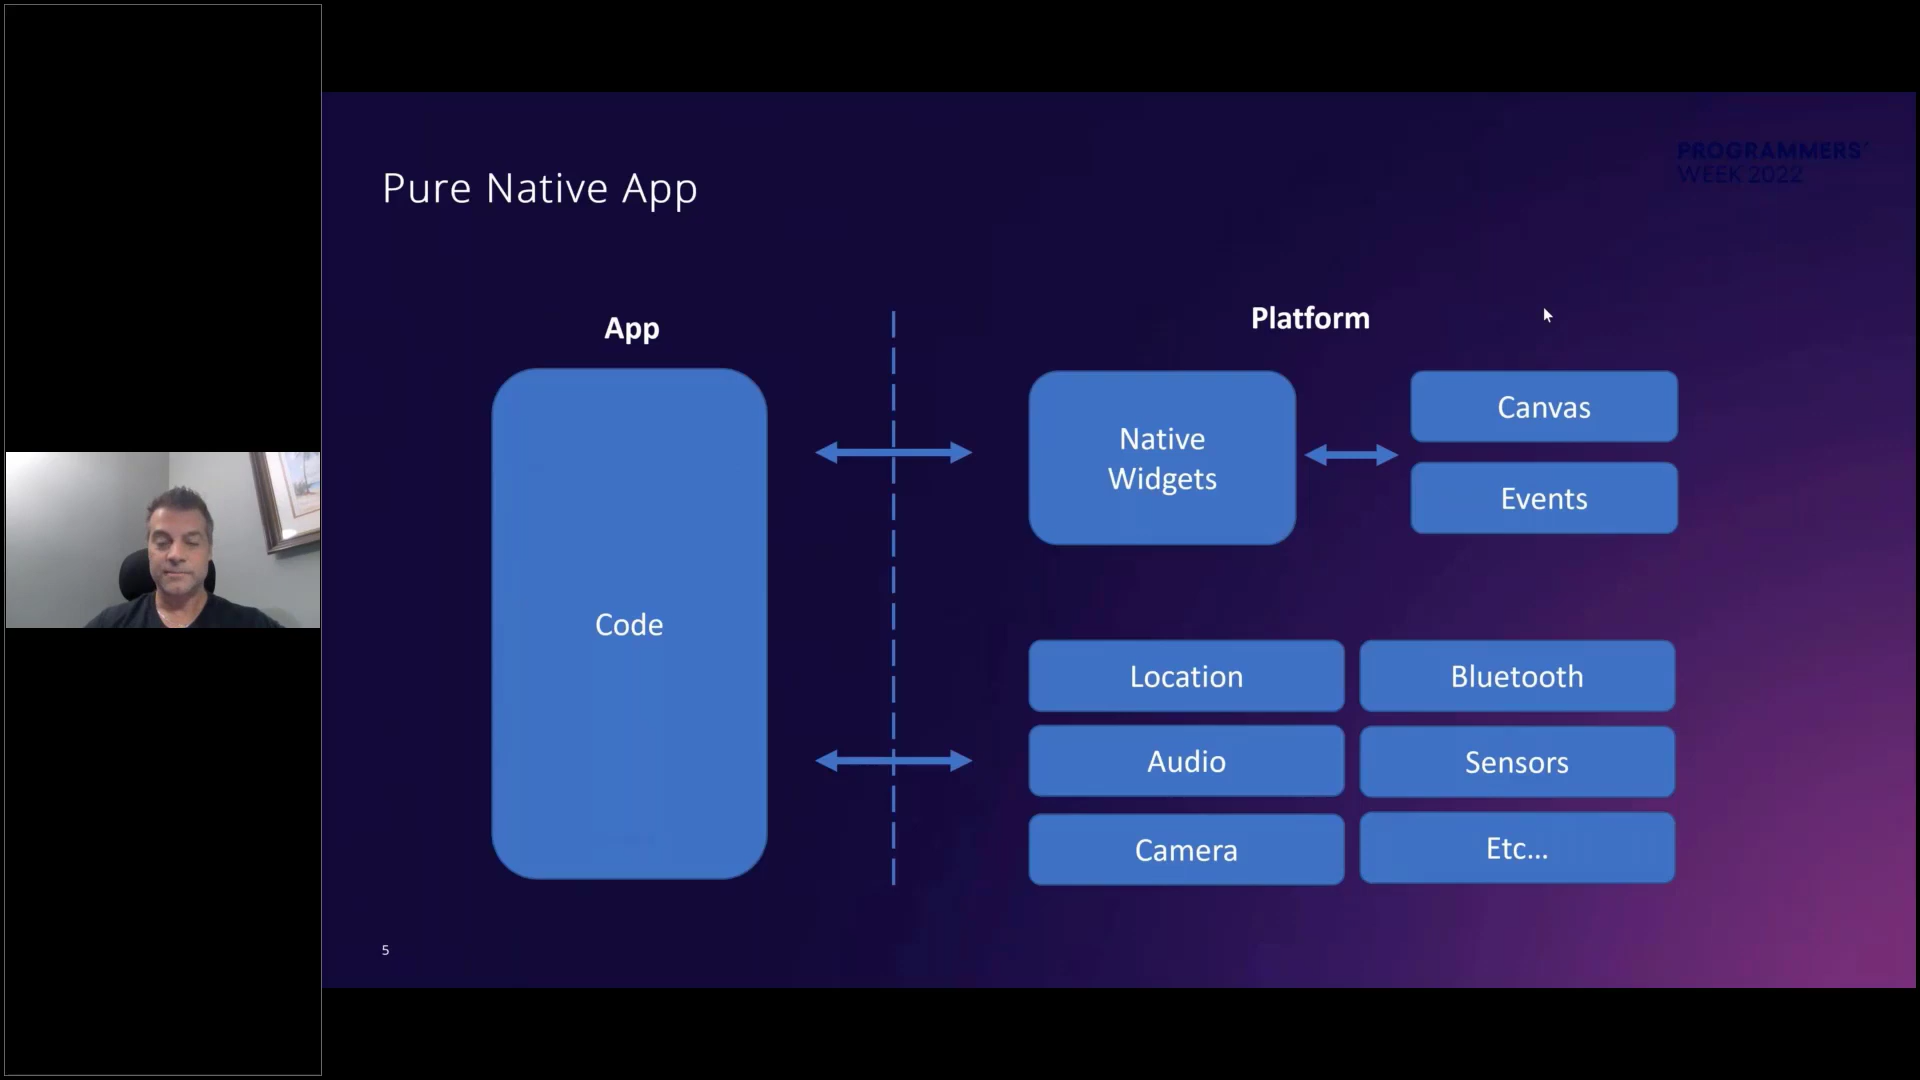 PROGRAMMERS'
WEEK 2022
Pure Native App
App
Platform
Code
Native
Widgets
Canvas
Events
Location
Bluetooth
Audio
Sensors
Camera
Etc...
5